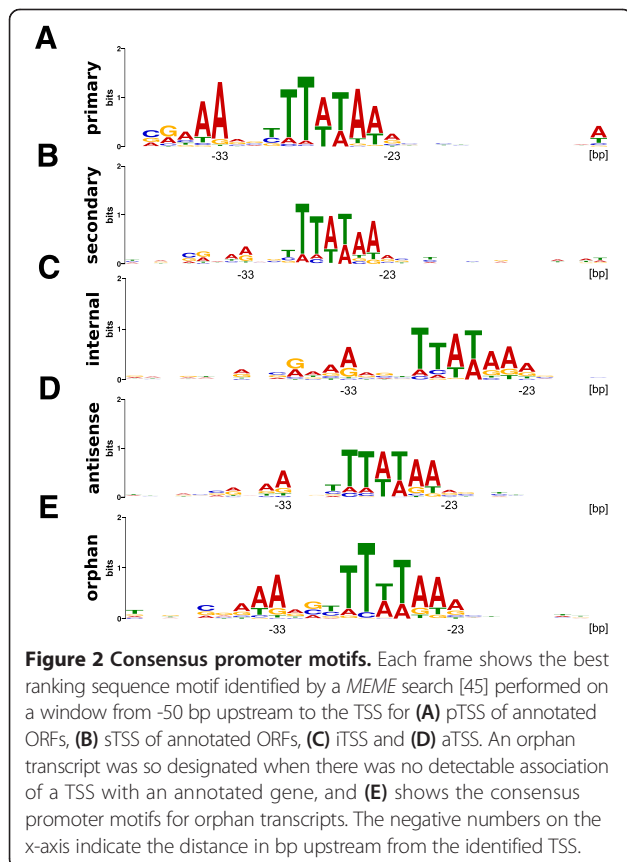 A
primary
bits
2
1
0
-33
-23
[bp]
B
secondary
bits
2
1
0
-33
-23
[bp]
C
internal
bits
2
1
0
-33
-23
[bp]
D
antisense
bits
2
1
0
-33
-23
[bp]
E
orphan
bits
2
1
0
-33
-23
[bp]
Figure 2 Consensus promoter motifs. Each frame shows the best
ranking sequence motif identified by a MEME search [45] performed on
a window from -50 bp upstream to the TSS for (A) pTSS of annotated
ORFs, (B) sTSS of annotated ORFs, (C) iTSS and (D) aTSS. An orphan
transcript was so designated when there was no detectable association
of a TSS with an annotated gene, and (E) shows the consensus
promoter motifs for orphan transcripts. The negative numbers on the
x-axis indicate the distance in bp upstream from the identified TSS.